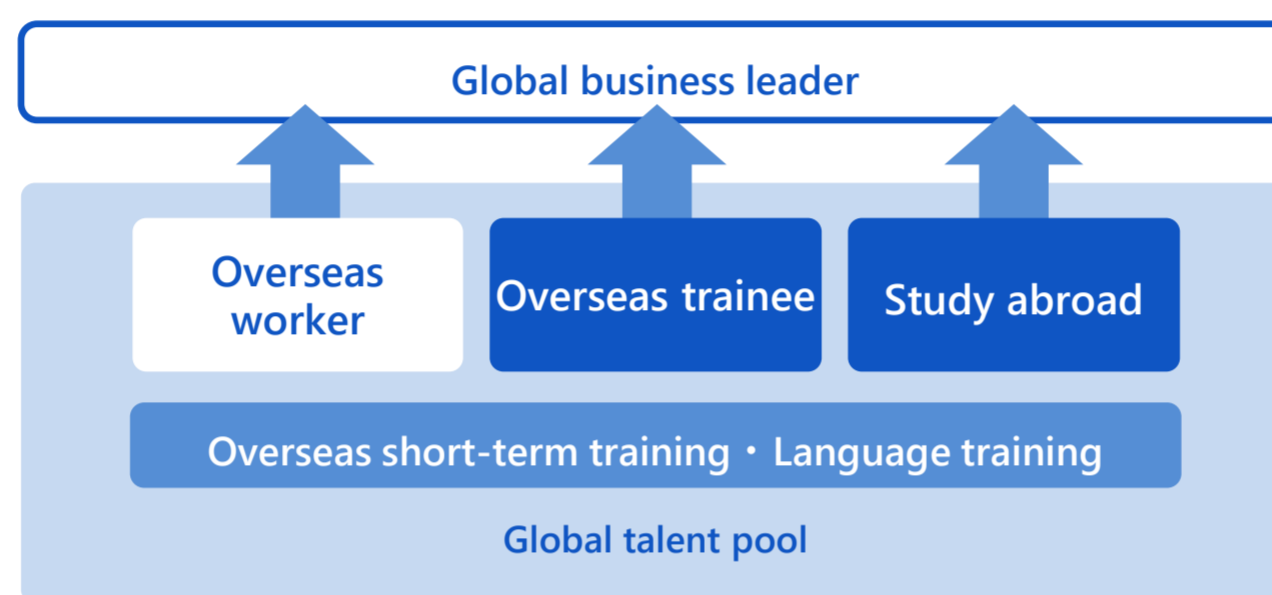 Global business leader
Overseas
worker
Overseas trainee
Study abroad
Overseas short-term training・Language training
Global talent pool